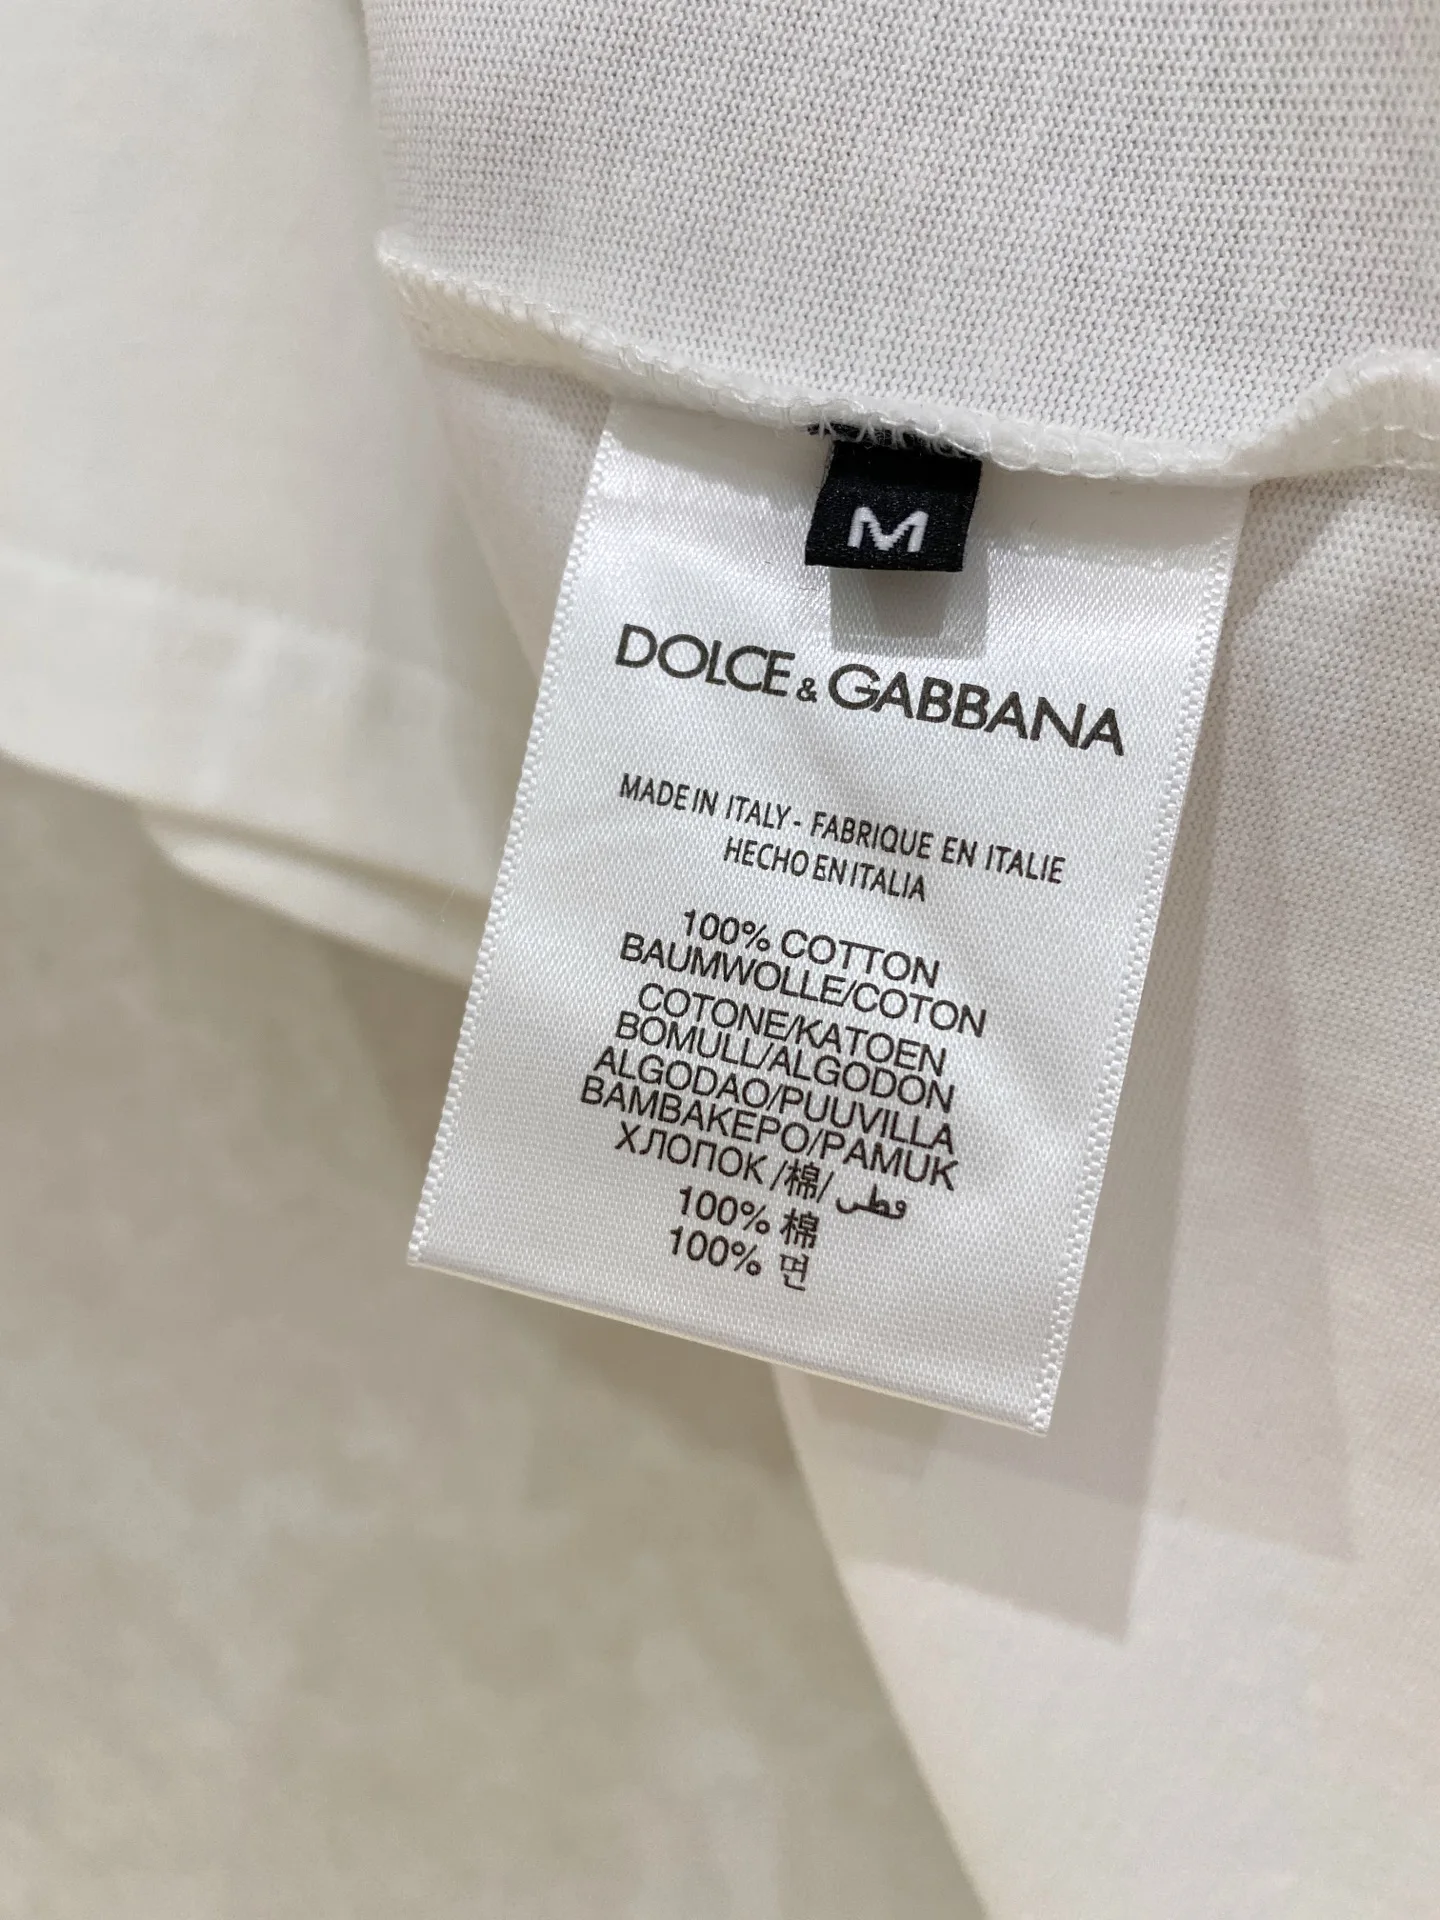 M
DOLCE & GABBANA
MADE IN ITALY - FABRIQUE EN ITALIE
HECHO EN ITALIA
100% COTTON
BAUMWOLLE/COTON
COTONE/KATOEN
BOMULL/ALGODON
ALGODAO/PUUVILLA
BAMBAKEPO/PAMUK
ХЛОПОК /棉/ قطن
100% 棉
100% 면